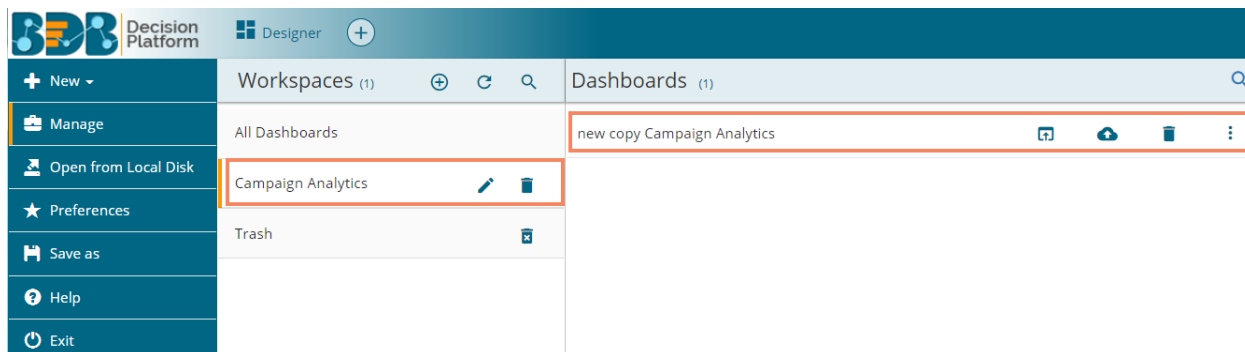 BDB Decision Platform
Designer
New
Manage
Open from Local Disk
Preferences
Save as
Help
Exit
Workspaces (1)
All Dashboards
Campaign Analytics
Trash
Dashboards (1)
new copy Campaign Analytics